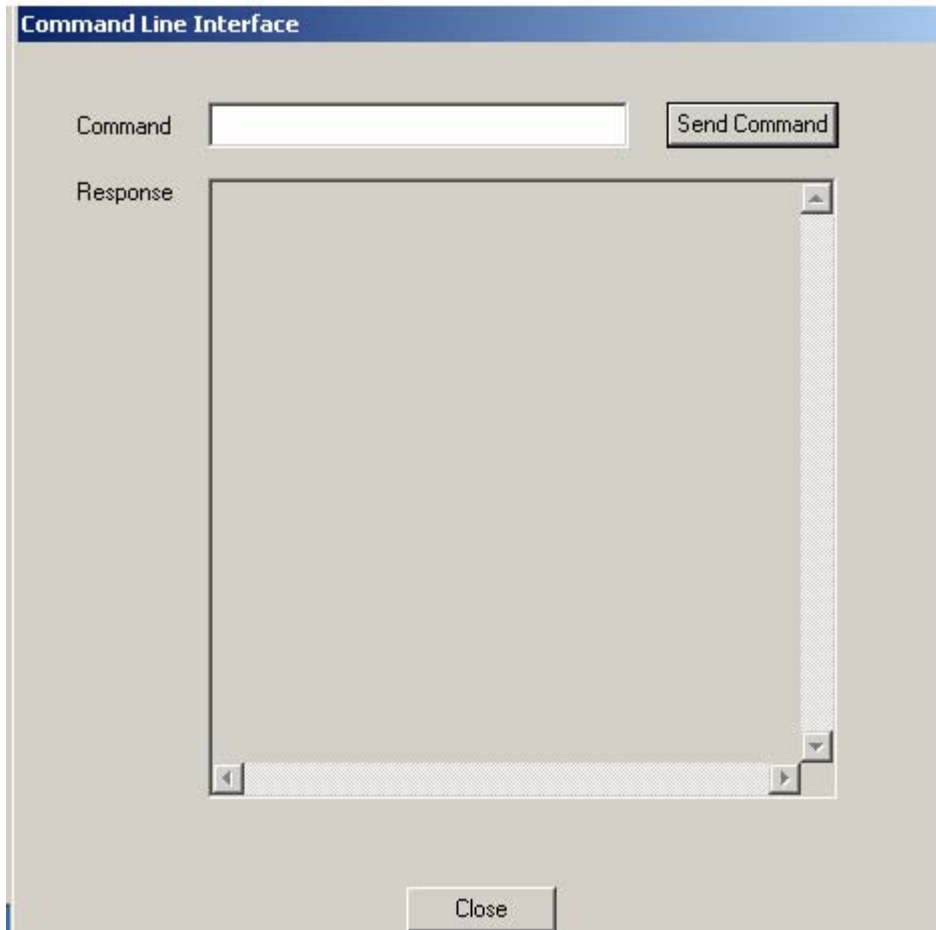 Command Line Interface
Command
Send Command
Response
Close